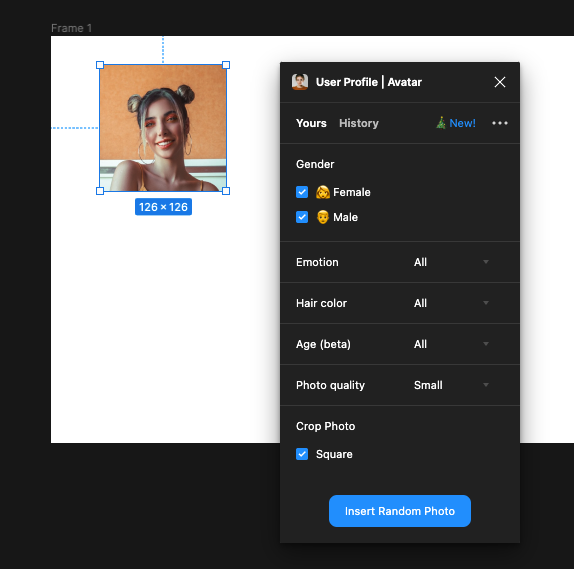 Frame 1
User Profile | Avatar
Yours History New!
Gender
Female
Male
126 × 126
Emotion All
Hair color All
Age (beta) All
Photo quality Small
Crop Photo
Square
Insert Random Photo